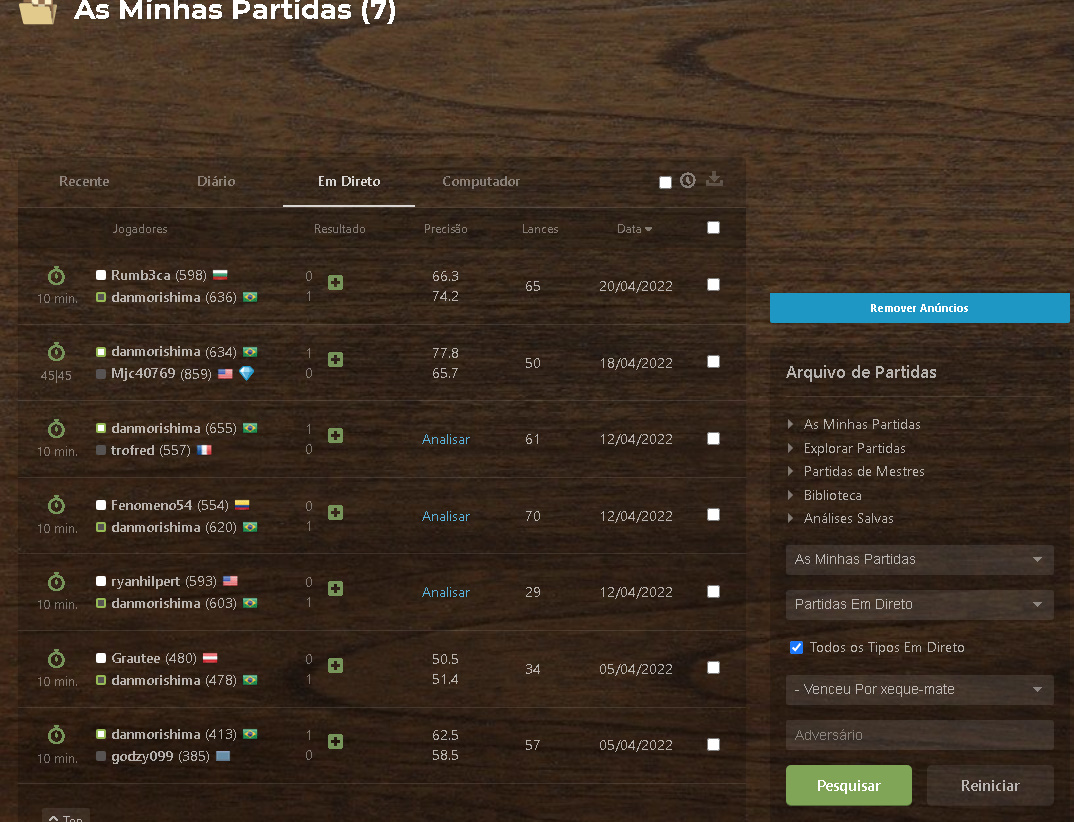 As Minhas Partidas (7)
Recente Diário Em Direto Computador
Jogadores Resultado Precisão Lances Data
10 min. Rumb3ca (598) 0 66.3 65 20/04/2022
danmorishima (636) 1 74.2
45|45 danmorishima (634) 1 77.8 50 18/04/2022
Mjc40769 (859) 0 65.7
10 min. danmorishima (655) 1 Analisar 61 12/04/2022
trofred (557) 0
10 min. Fenomeno54 (554) 0 Analisar 70 12/04/2022
danmorishima (620) 1
10 min. ryanhilpert (593) 0 Analisar 29 12/04/2022
danmorishima (603) 1
10 min. Grautee (480) 0 50.5 34 05/04/2022
danmorishima (478) 1 51.4
10 min. danmorishima (413) 1 62.5 57 05/04/2022
godzy099 (385) 0 58.5
Top
Remover Anúncios
Arquivo de Partidas
As Minhas Partidas
Explorar Partidas
Partidas de Mestres
Biblioteca
Análises Salvas
As Minhas Partidas
Partidas Em Direto
Todos os Tipos Em Direto
- Venceu Por xeque-mate
Adversário
Pesquisar Reiniciar